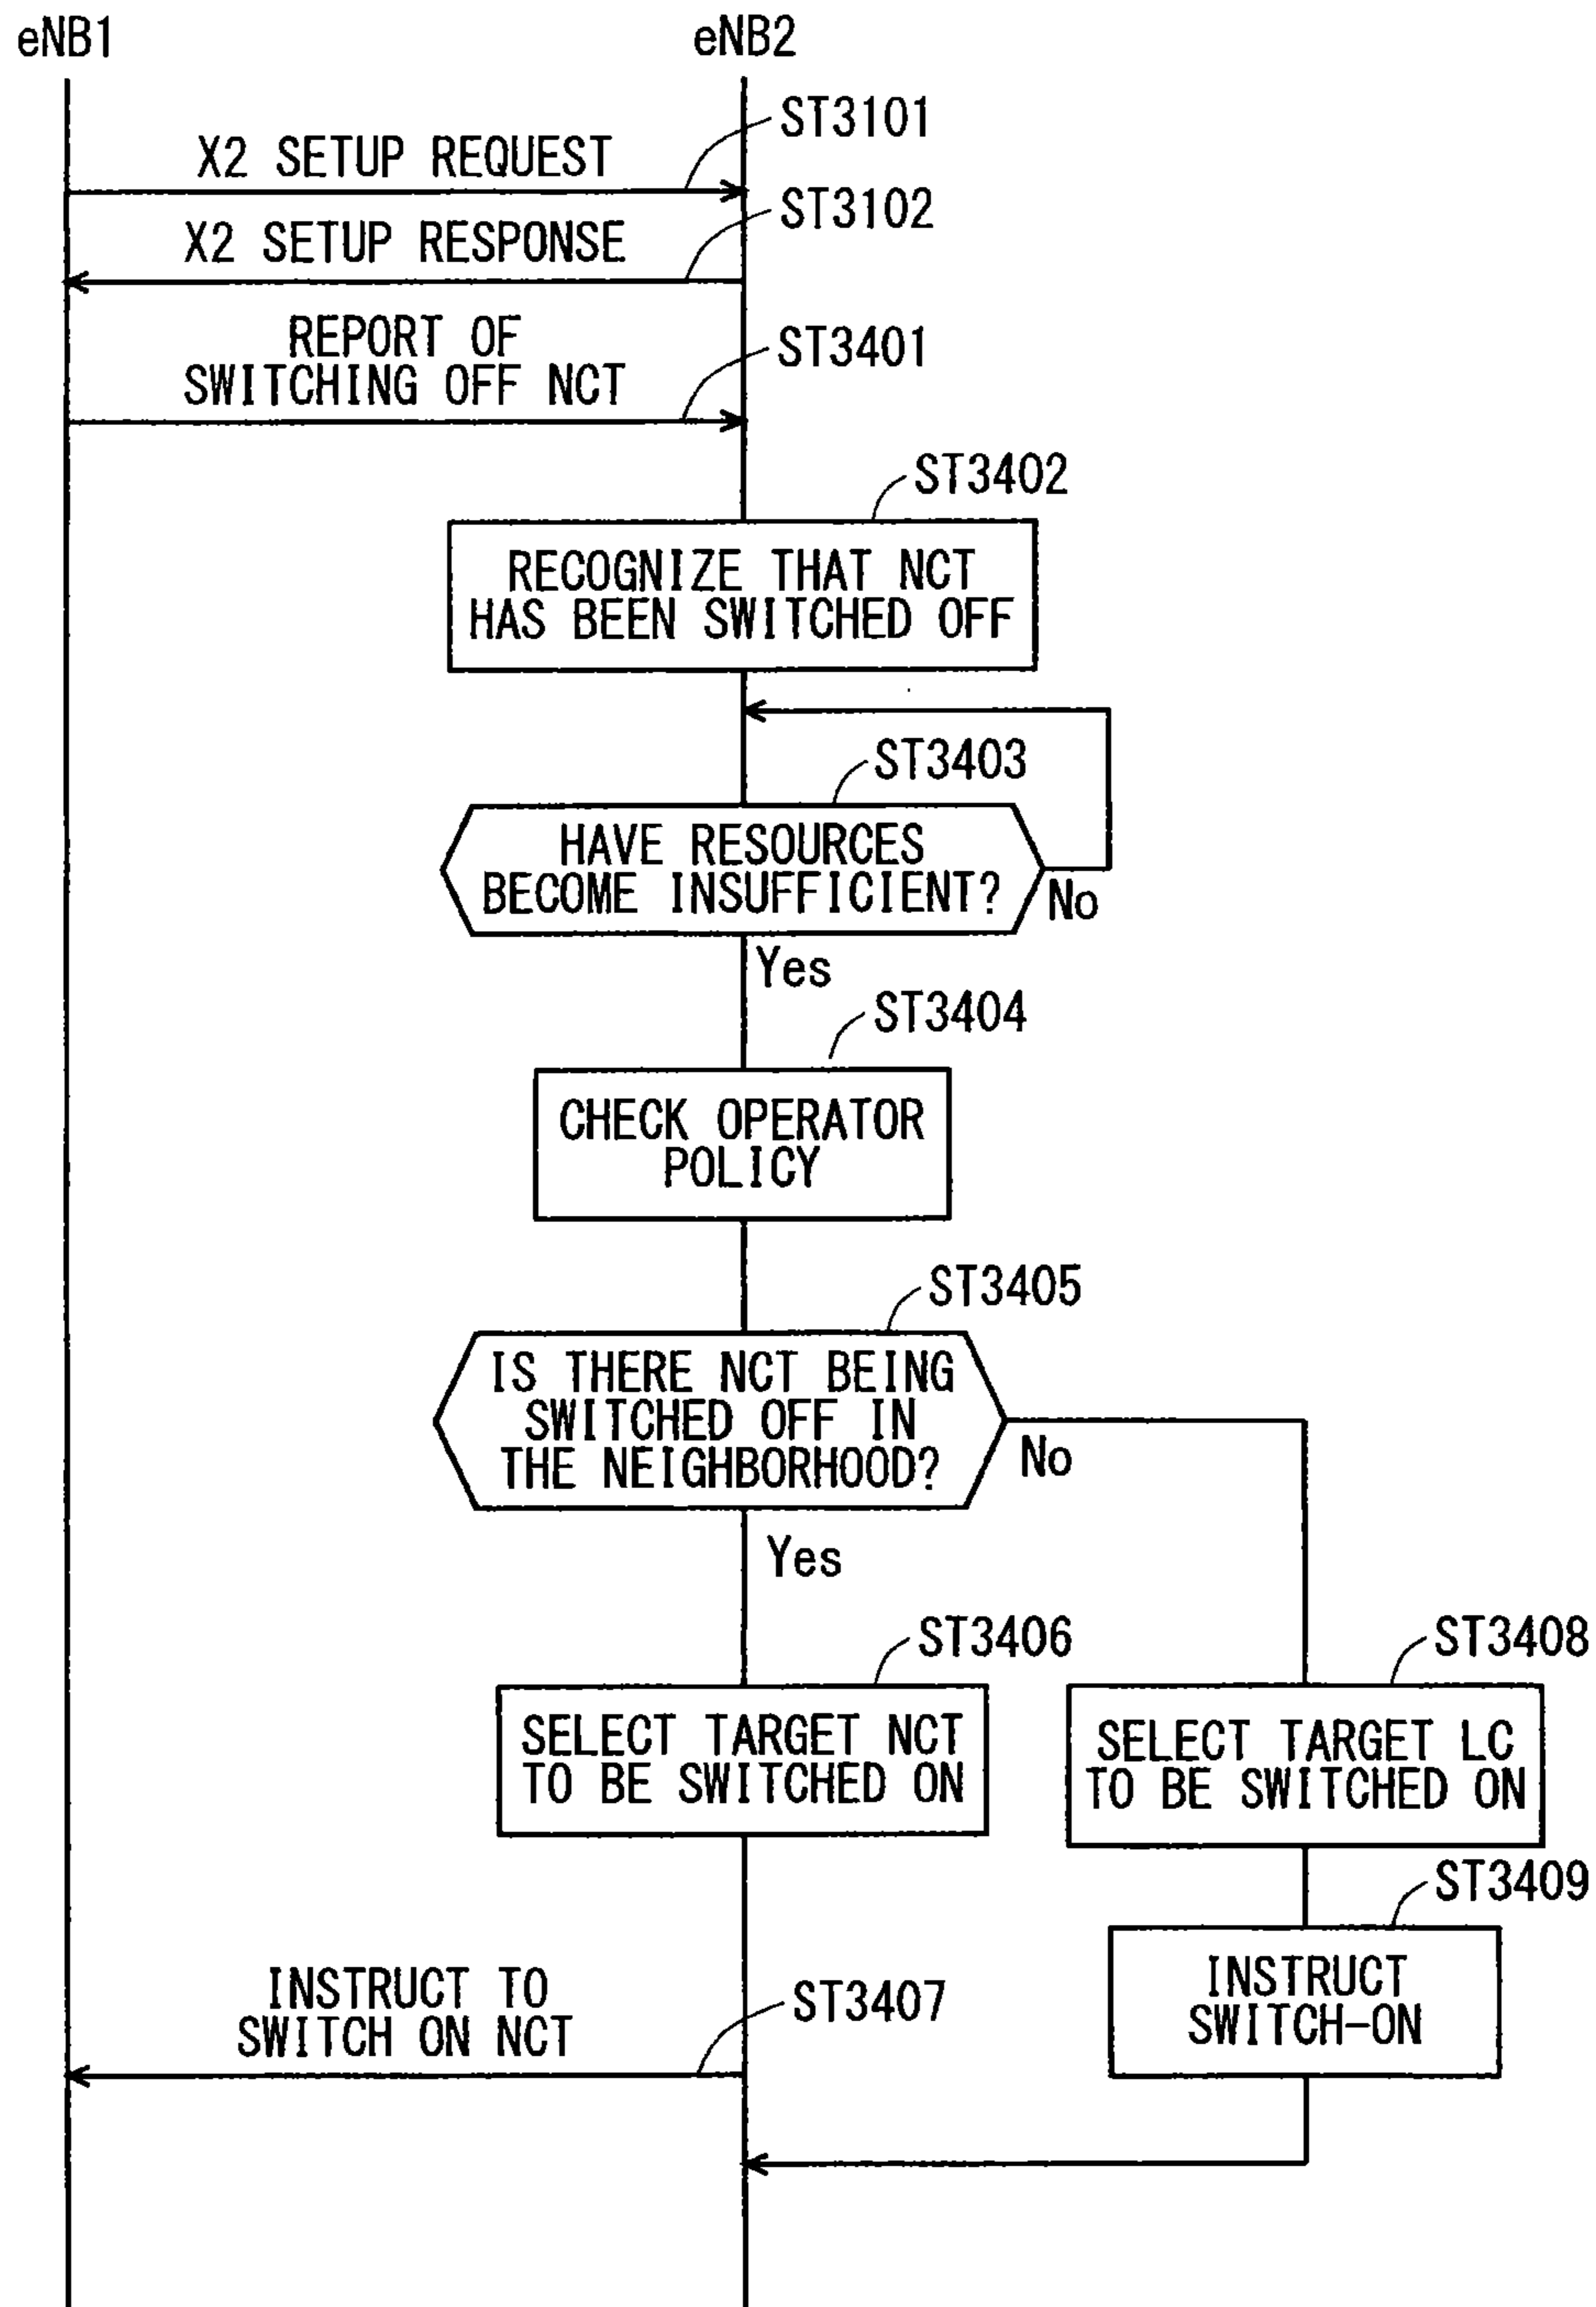 eNB1
eNB2
ST3101
X2 SETUP REQUEST
ST3102
X2 SETUP RESPONSE
REPORT OF
SWITCHING OFF NCT
ST3401
ST3402
RECOGNIZE THAT NCT
HAS BEEN SWITCHED OFF
ST3403
HAVE RESOURCES
BECOME INSUFFICIENT?
No
Yes
ST3404
CHECK OPERATOR
POLICY
ST3405
IS THERE NCT BEING
SWITCHED OFF IN
THE NEIGHBORHOOD?
No
Yes
ST3406
SELECT TARGET NCT
TO BE SWITCHED ON
ST3408
SELECT TARGET LC
TO BE SWITCHED ON
ST3409
INSTRUCT
SWITCH-ON
INSTRUCT TO
SWITCH ON NCT
ST3407